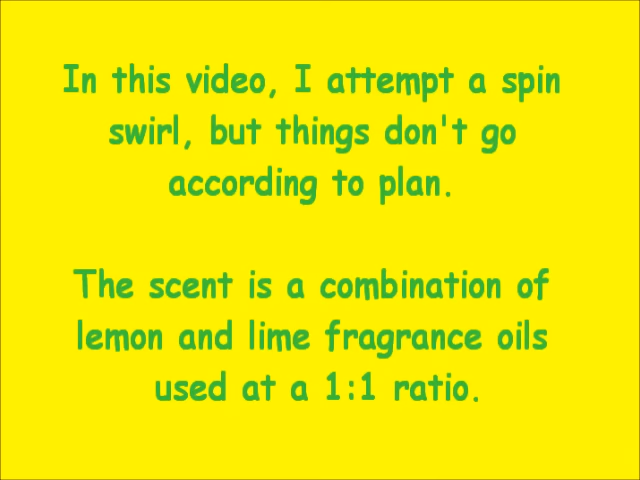 In this video, I attempt a spin
swirl, but things don't go
according to plan.
The scent is a combination of
lemon and lime fragrance oils
used at a 1:1 ratio.